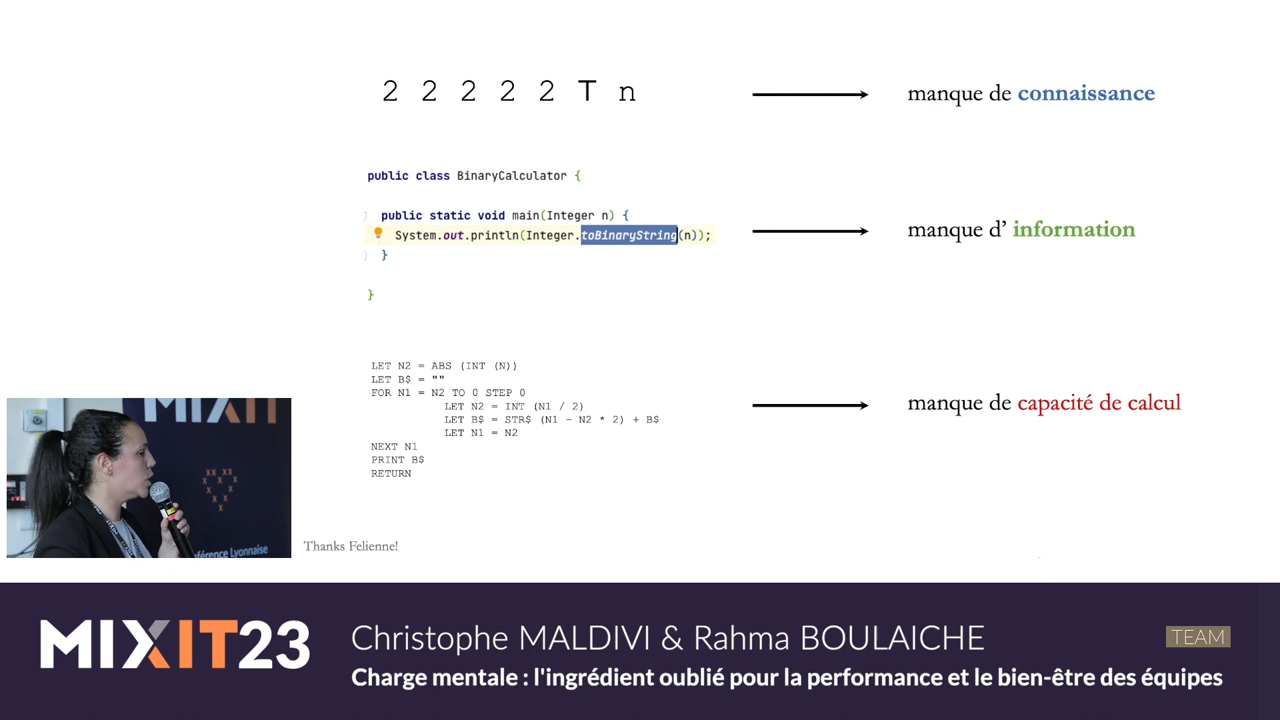 2 2 2 2 2 T n
manque de connaissance
public class BinaryCalculator {
public static void main(Integer n) {
System.out.println(Integer.toBinaryString(n));
}
}
manque d’ information
LET N2 = ABS (INT (N))
LET B$ = ""
FOR N1 = N2 TO 0 STEP 0
LET N2 = INT (N1 / 2)
LET B$ = STR$ (N1 – N2 * 2) + B$
LET N1 = N2
NEXT N1
PRINT B$
RETURN
manque de capacité de calcul
MIXIT
férence Lyonnaise
Thanks Felienne!
MIXIT23
Christophe MALDIVI & Rahma BOULAICHE
TEAM
Charge mentale : l'ingrédient oublié pour la performance et le bien-être des équipes